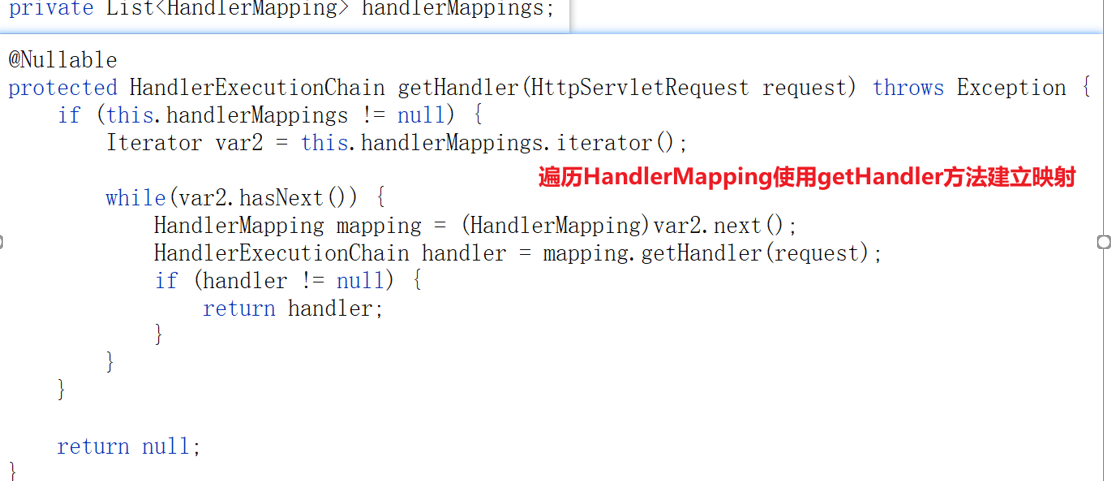 private List<HandlerMapping> handlerMappings;
@Nullable
protected HandlerExecutionChain getHandler(HttpServletRequest request) throws Exception {
    if (this.handlerMappings != null) {
        Iterator var2 = this.handlerMappings.iterator();
遍历HandlerMapping使用getHandler方法建立映射
        while(var2.hasNext()) {
            HandlerMapping mapping = (HandlerMapping)var2.next();
            HandlerExecutionChain handler = mapping.getHandler(request);
            if (handler != null) {
                return handler;
            }
        }
    }
    return null;
}